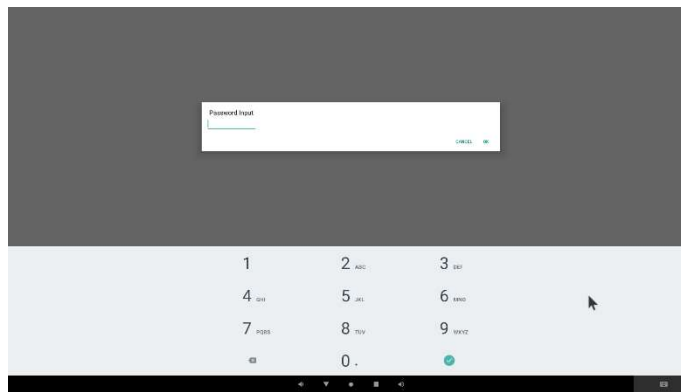 Password Input
CANCEL OK
1 2 ABC 3 DEF
4 GHI 5 JKL 6 MNO
7 PQRS 8 TUV 9 WXYZ
0 .